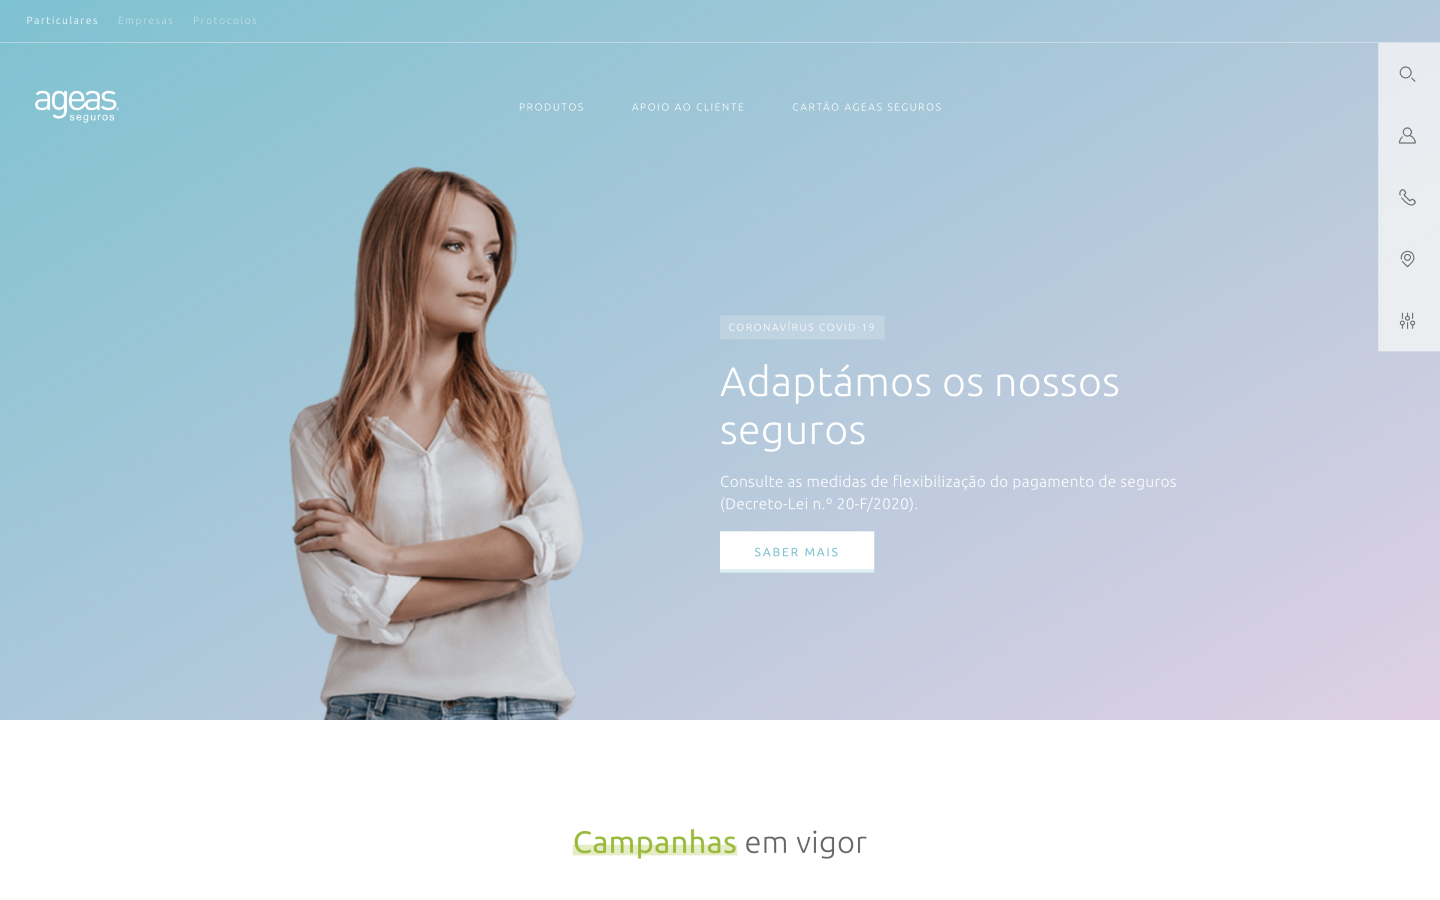 Particulares Empresas Protocolos
ageas
seguros
PRODUTOS APOIO AO CLIENTE CARTÃO AGEAS SEGUROS
CORONAVÍRUS COVID-19
Adaptámos os nossos
seguros
Consulte as medidas de flexibilização do pagamento de seguros
(Decreto-Lei n.º 20-F/2020).
SABER MAIS
Campanhas em vigor